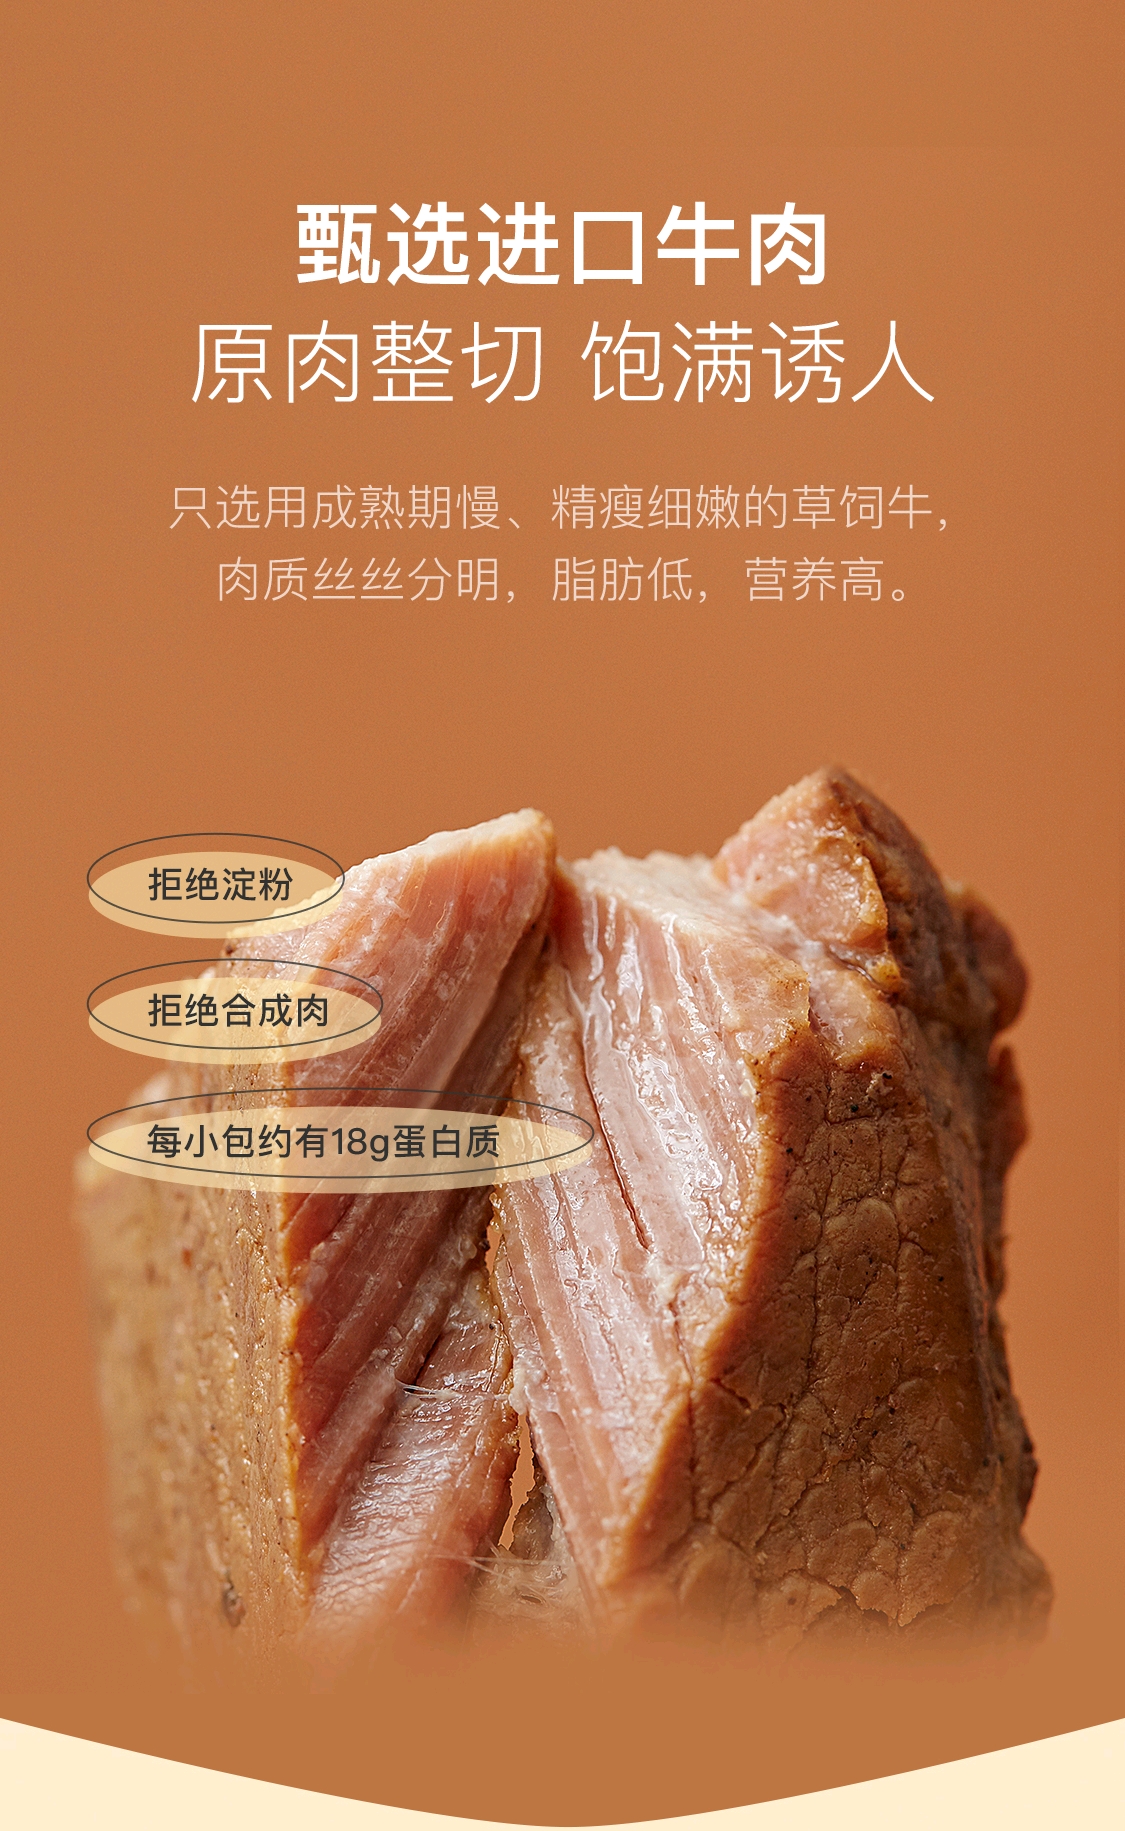 甄选进口牛肉
原肉整切 饱满诱人
只选用成熟期慢、精瘦细嫩的草饲牛，
肉质丝丝分明，脂肪低，营养高。
拒绝淀粉
拒绝合成肉
每小包约有18g蛋白质